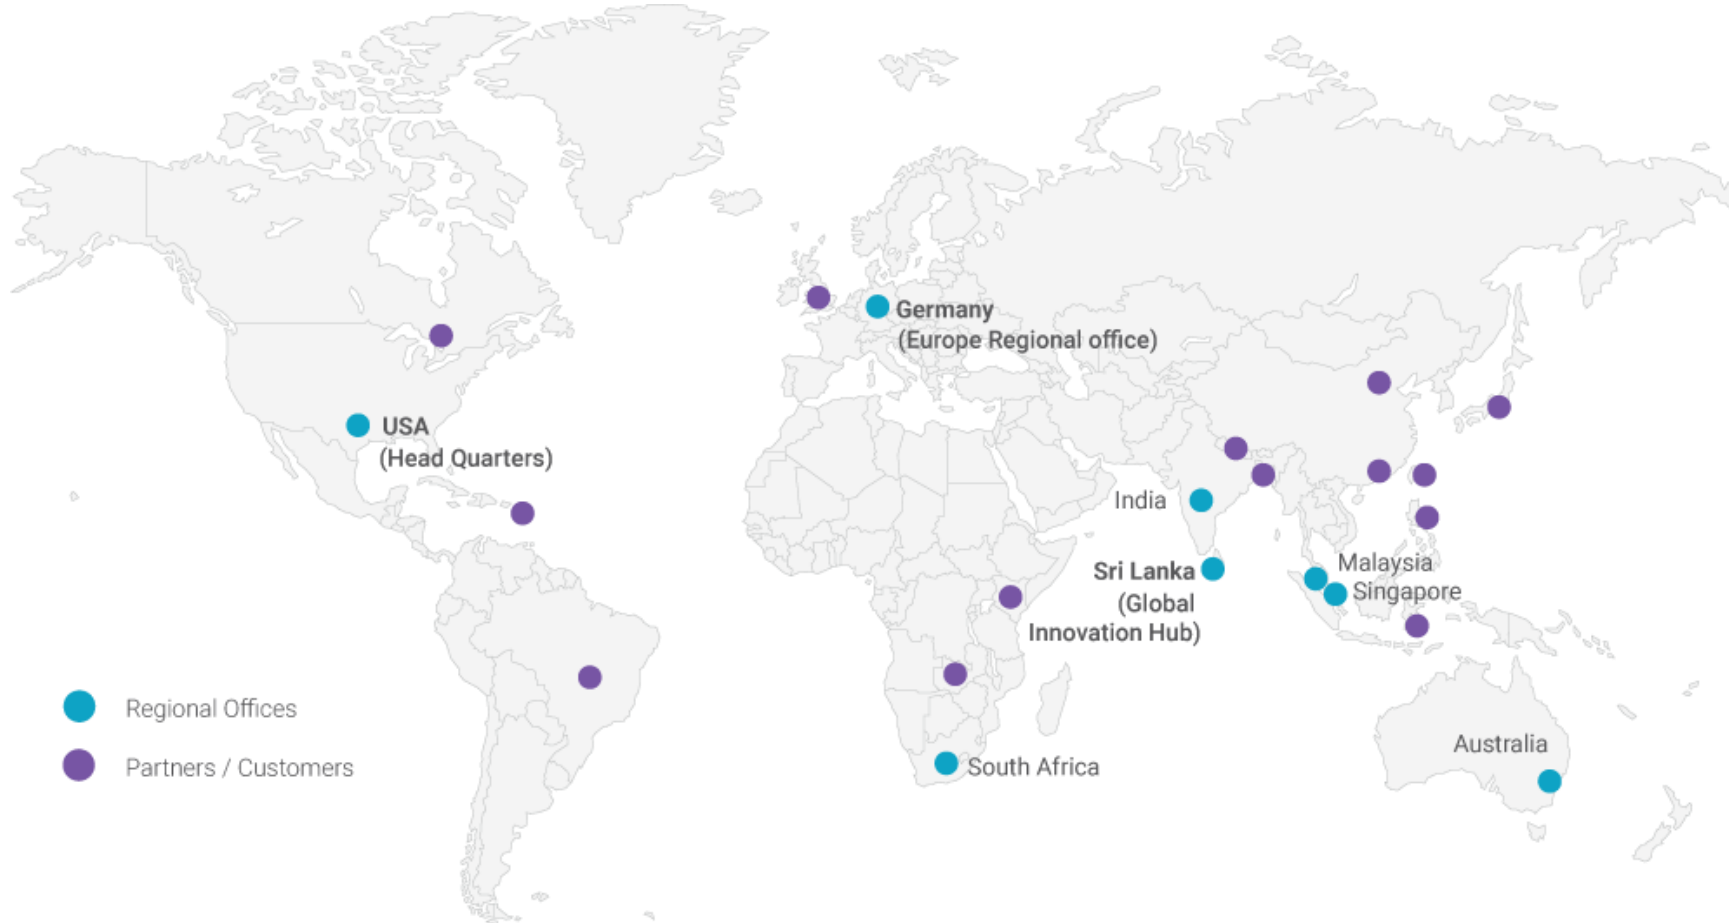 Germany
(Europe Regional office)
USA
(Head Quarters)
India
Sri Lanka
(Global
Innovation Hub)
Malaysia
Singapore
Regional Offices
Partners / Customers
South Africa
Australia